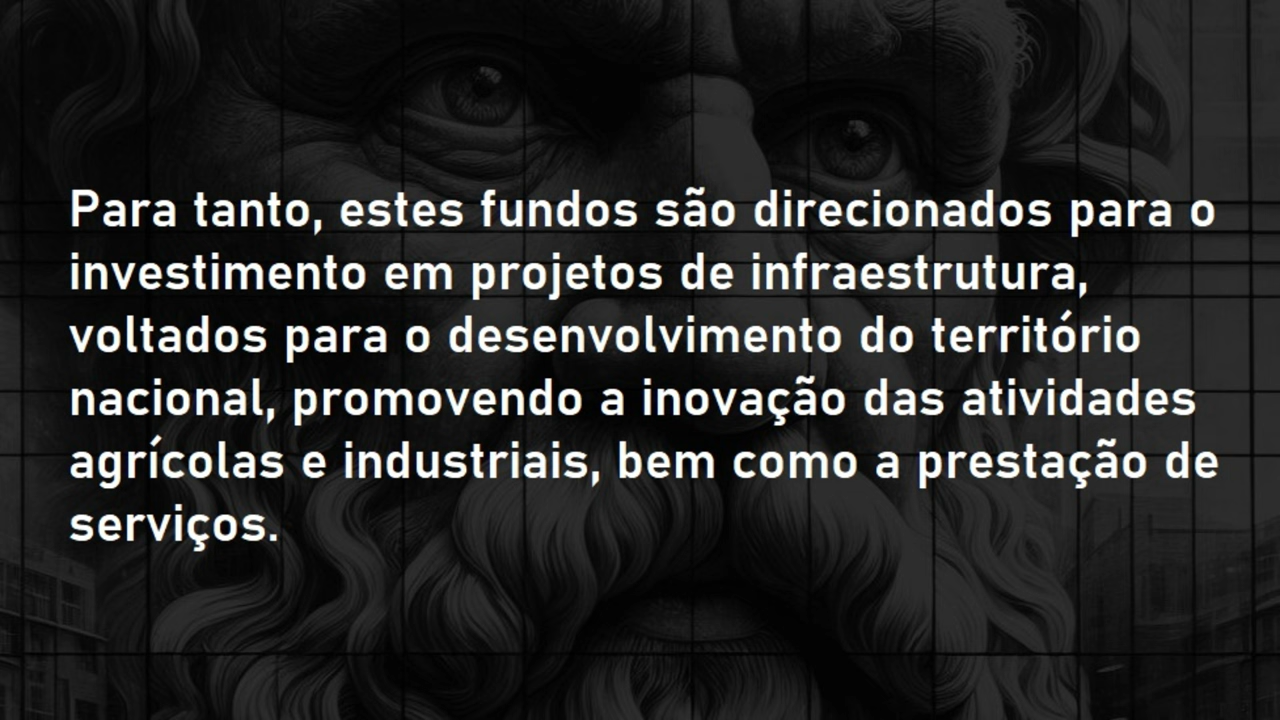 Para tanto, estes fundos são direcionados para o
investimento em projetos de infraestrutura,
voltados para o desenvolvimento do território
nacional, promovendo a inovação das atividades
agrícolas e industriais, bem como a prestação de
serviços.